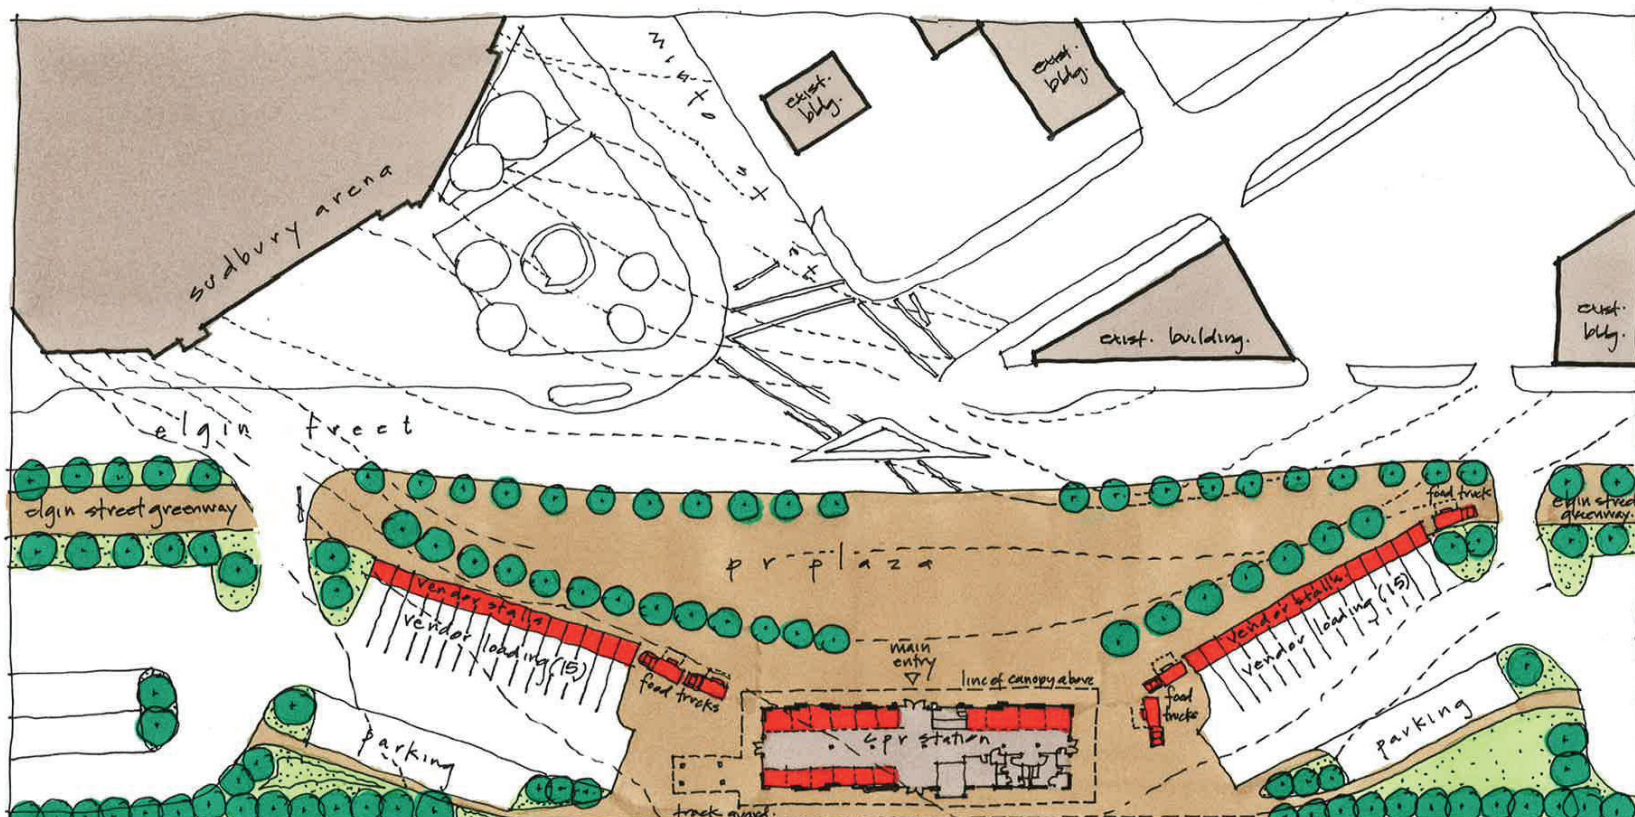 exist.
bldg.
exist.
bldg.
sudbury arena
exist. building.
exist.
bldg.
elgin street
food truck
elgin street greenway
elgin street
greenway.
pr plaza
vendor stalls
vendor loading (15)
vendor stalls
vendor loading (15)
main
entry
line of canopy above
food trucks
food
trucks
cpr station
parking
parking